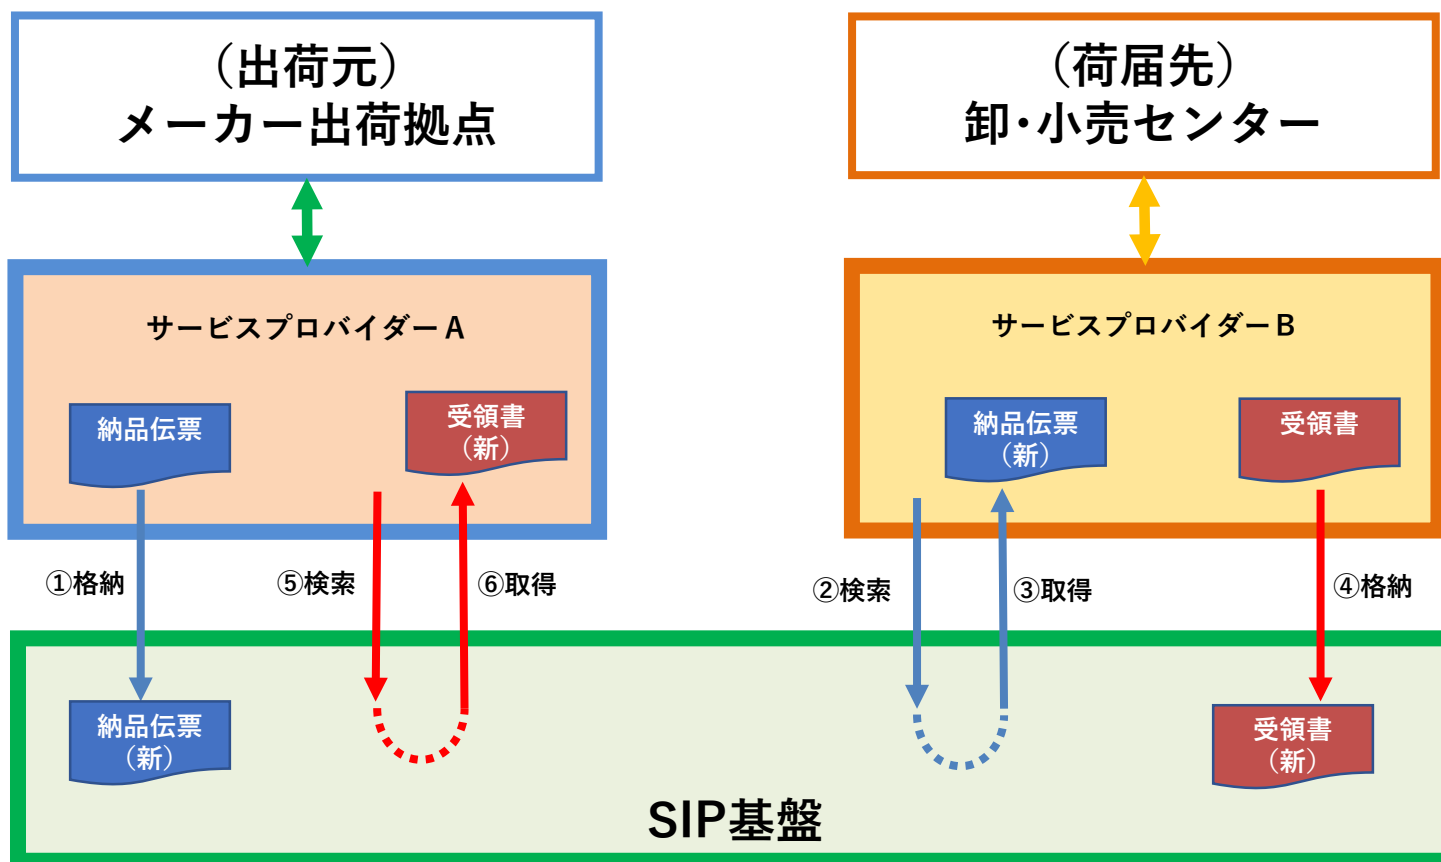 （出荷元）
メーカー出荷拠点
（荷届先）
卸・小売センター
サービスプロバイダーA
サービスプロバイダーB
納品伝票
受領書
（新）
納品伝票
（新）
受領書
①格納
⑤検索
⑥取得
②検索
③取得
④格納
納品伝票
（新）
受領書
（新）
SIP基盤